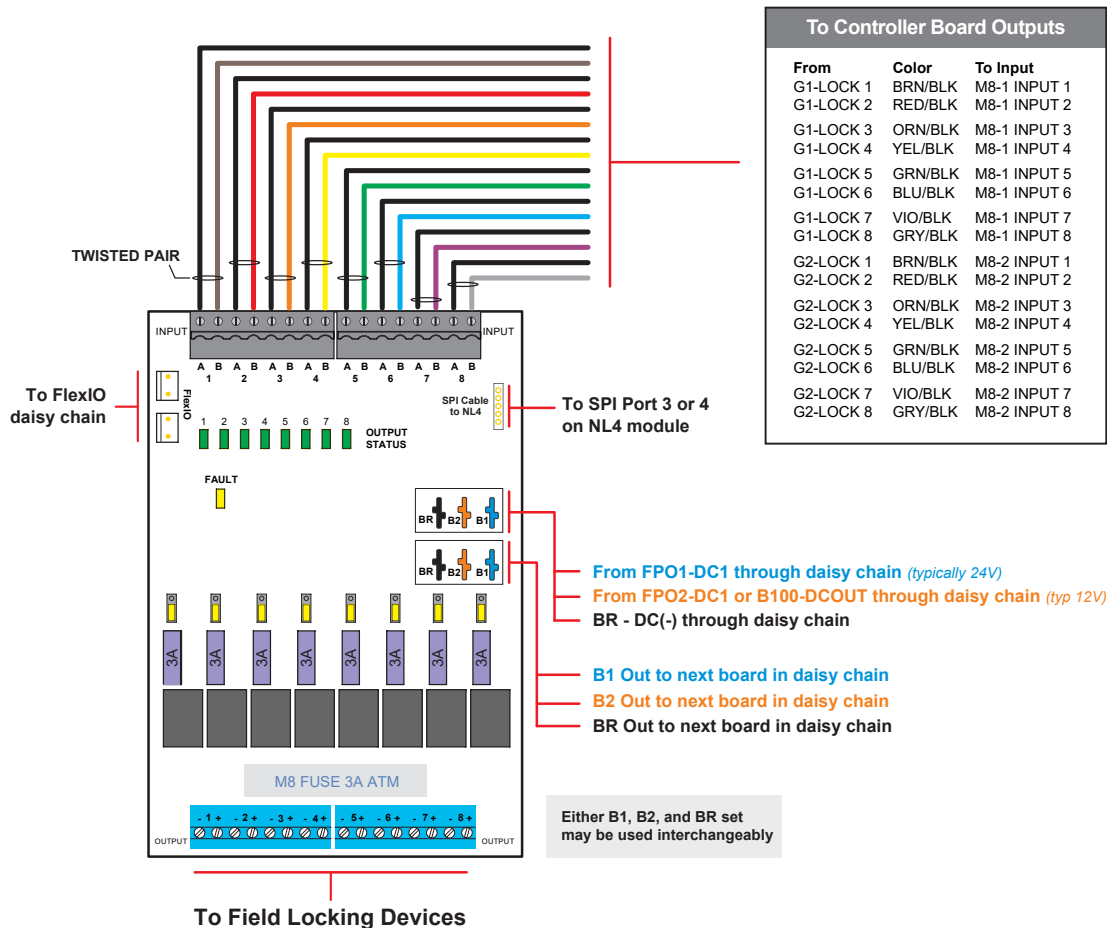 To Controller Board Outputs
From Color To Input
G1-LOCK 1 BRN/BLK M8-1 INPUT 1
G1-LOCK 2 RED/BLK M8-1 INPUT 2
G1-LOCK 3 ORN/BLK M8-1 INPUT 3
G1-LOCK 4 YEL/BLK M8-1 INPUT 4
G1-LOCK 5 GRN/BLK M8-1 INPUT 5
G1-LOCK 6 BLU/BLK M8-1 INPUT 6
G1-LOCK 7 VIO/BLK M8-1 INPUT 7
G1-LOCK 8 GRY/BLK M8-1 INPUT 8
G2-LOCK 1 BRN/BLK M8-2 INPUT 1
G2-LOCK 2 RED/BLK M8-2 INPUT 2
G2-LOCK 3 ORN/BLK M8-2 INPUT 3
G2-LOCK 4 YEL/BLK M8-2 INPUT 4
G2-LOCK 5 GRN/BLK M8-2 INPUT 5
G2-LOCK 6 BLU/BLK M8-2 INPUT 6
G2-LOCK 7 VIO/BLK M8-2 INPUT 7
G2-LOCK 8 GRY/BLK M8-2 INPUT 8
TWISTED PAIR
INPUT INPUT
A B A B A B A B A B A B A B A B
1 2 3 4 5 6 7 8
To FlexIO
daisy chain
FlexIO
SPI Cable
to NL4
To SPI Port 3 or 4
on NL4 module
1 2 3 4 5 6 7 8
OUTPUT
STATUS
FAULT
BR B2 B1
BR B2 B1
From FPO1-DC1 through daisy chain (typically 24V)
From FPO2-DC1 or B100-DCOUT through daisy chain (typ 12V)
BR - DC(-) through daisy chain
B1 Out to next board in daisy chain
B2 Out to next board in daisy chain
BR Out to next board in daisy chain
3A 3A 3A 3A 3A 3A 3A 3A
M8 FUSE 3A ATM
- 1 + - 2 + - 3 + - 4 + - 5 + - 6 + - 7 + - 8 +
OUTPUT OUTPUT
Either B1, B2, and BR set
may be used interchangeably
To Field Locking Devices